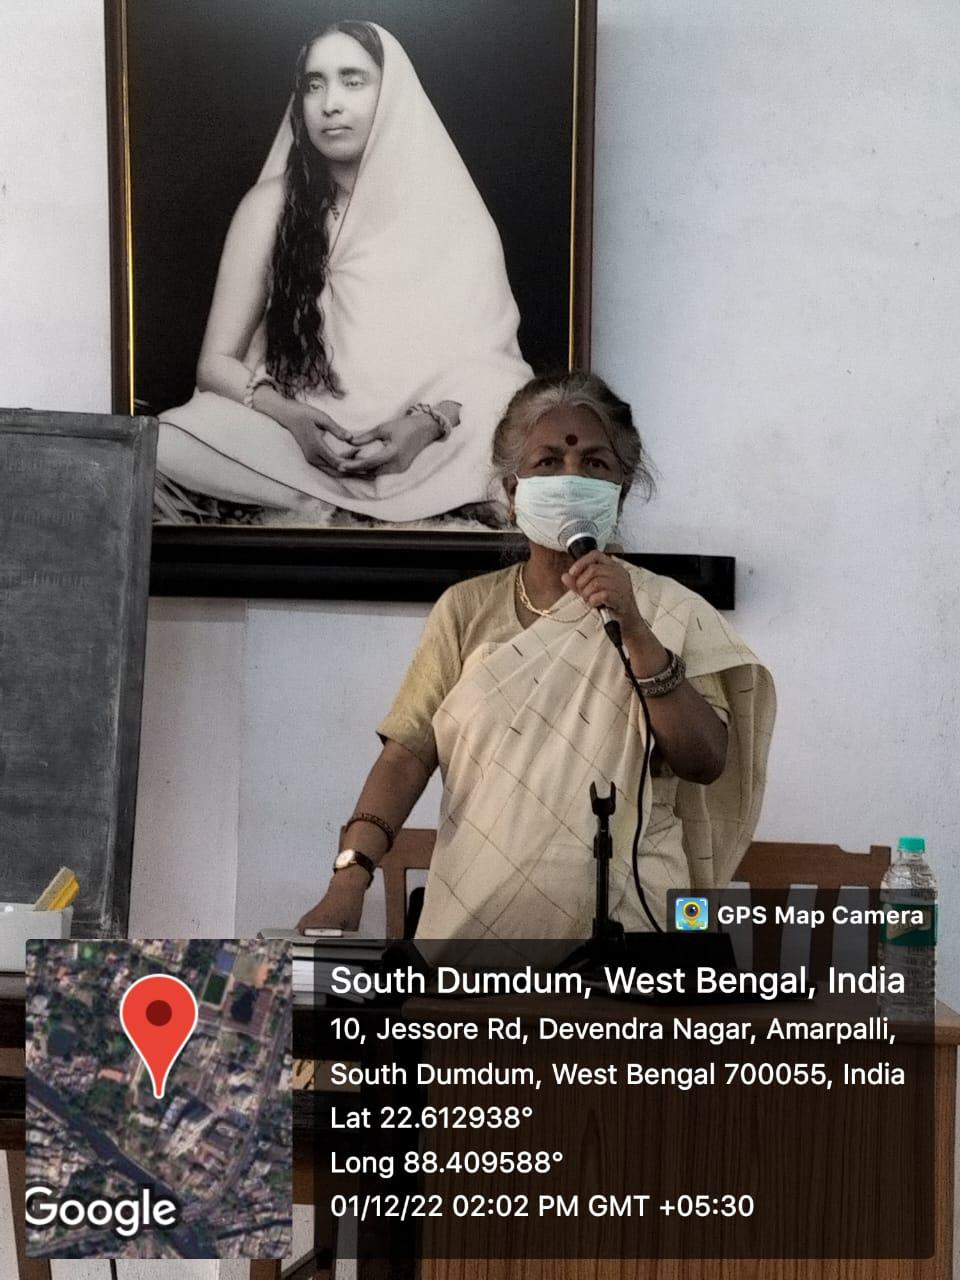 GPS Map Camera
South Dumdum, West Bengal, India
10, Jessore Rd, Devendra Nagar, Amarpalli,
South Dumdum, West Bengal 700055, India
Lat 22.612938°
Long 88.409588°
01/12/22 02:02 PM GMT +05:30
Google